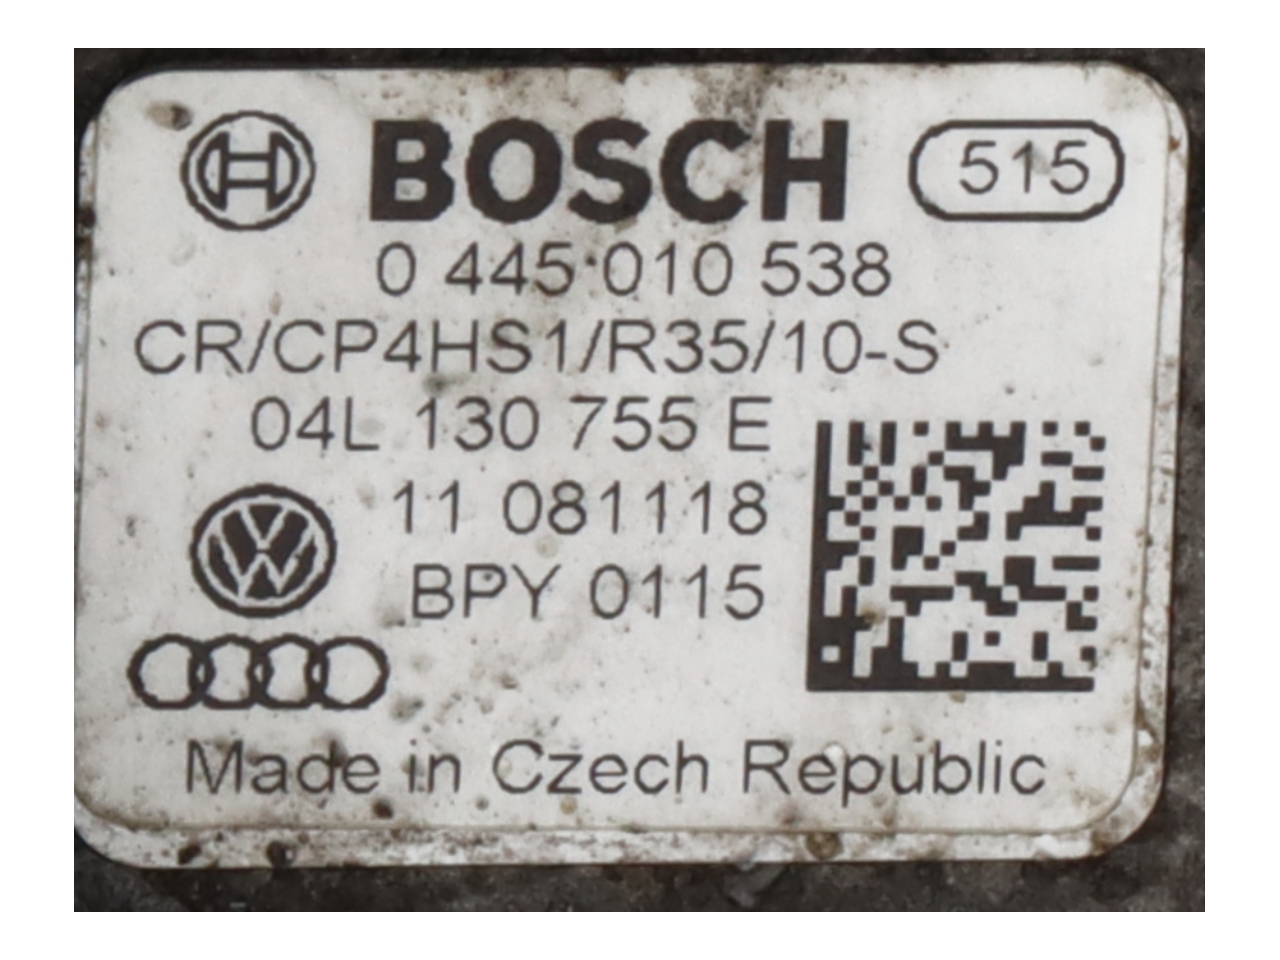 BOSCH 515
0 445 010 538
CR/CP4HS1/R35/10-S
04L 130 755 E
11 081118
BPY 0115
Made in Czech Republic